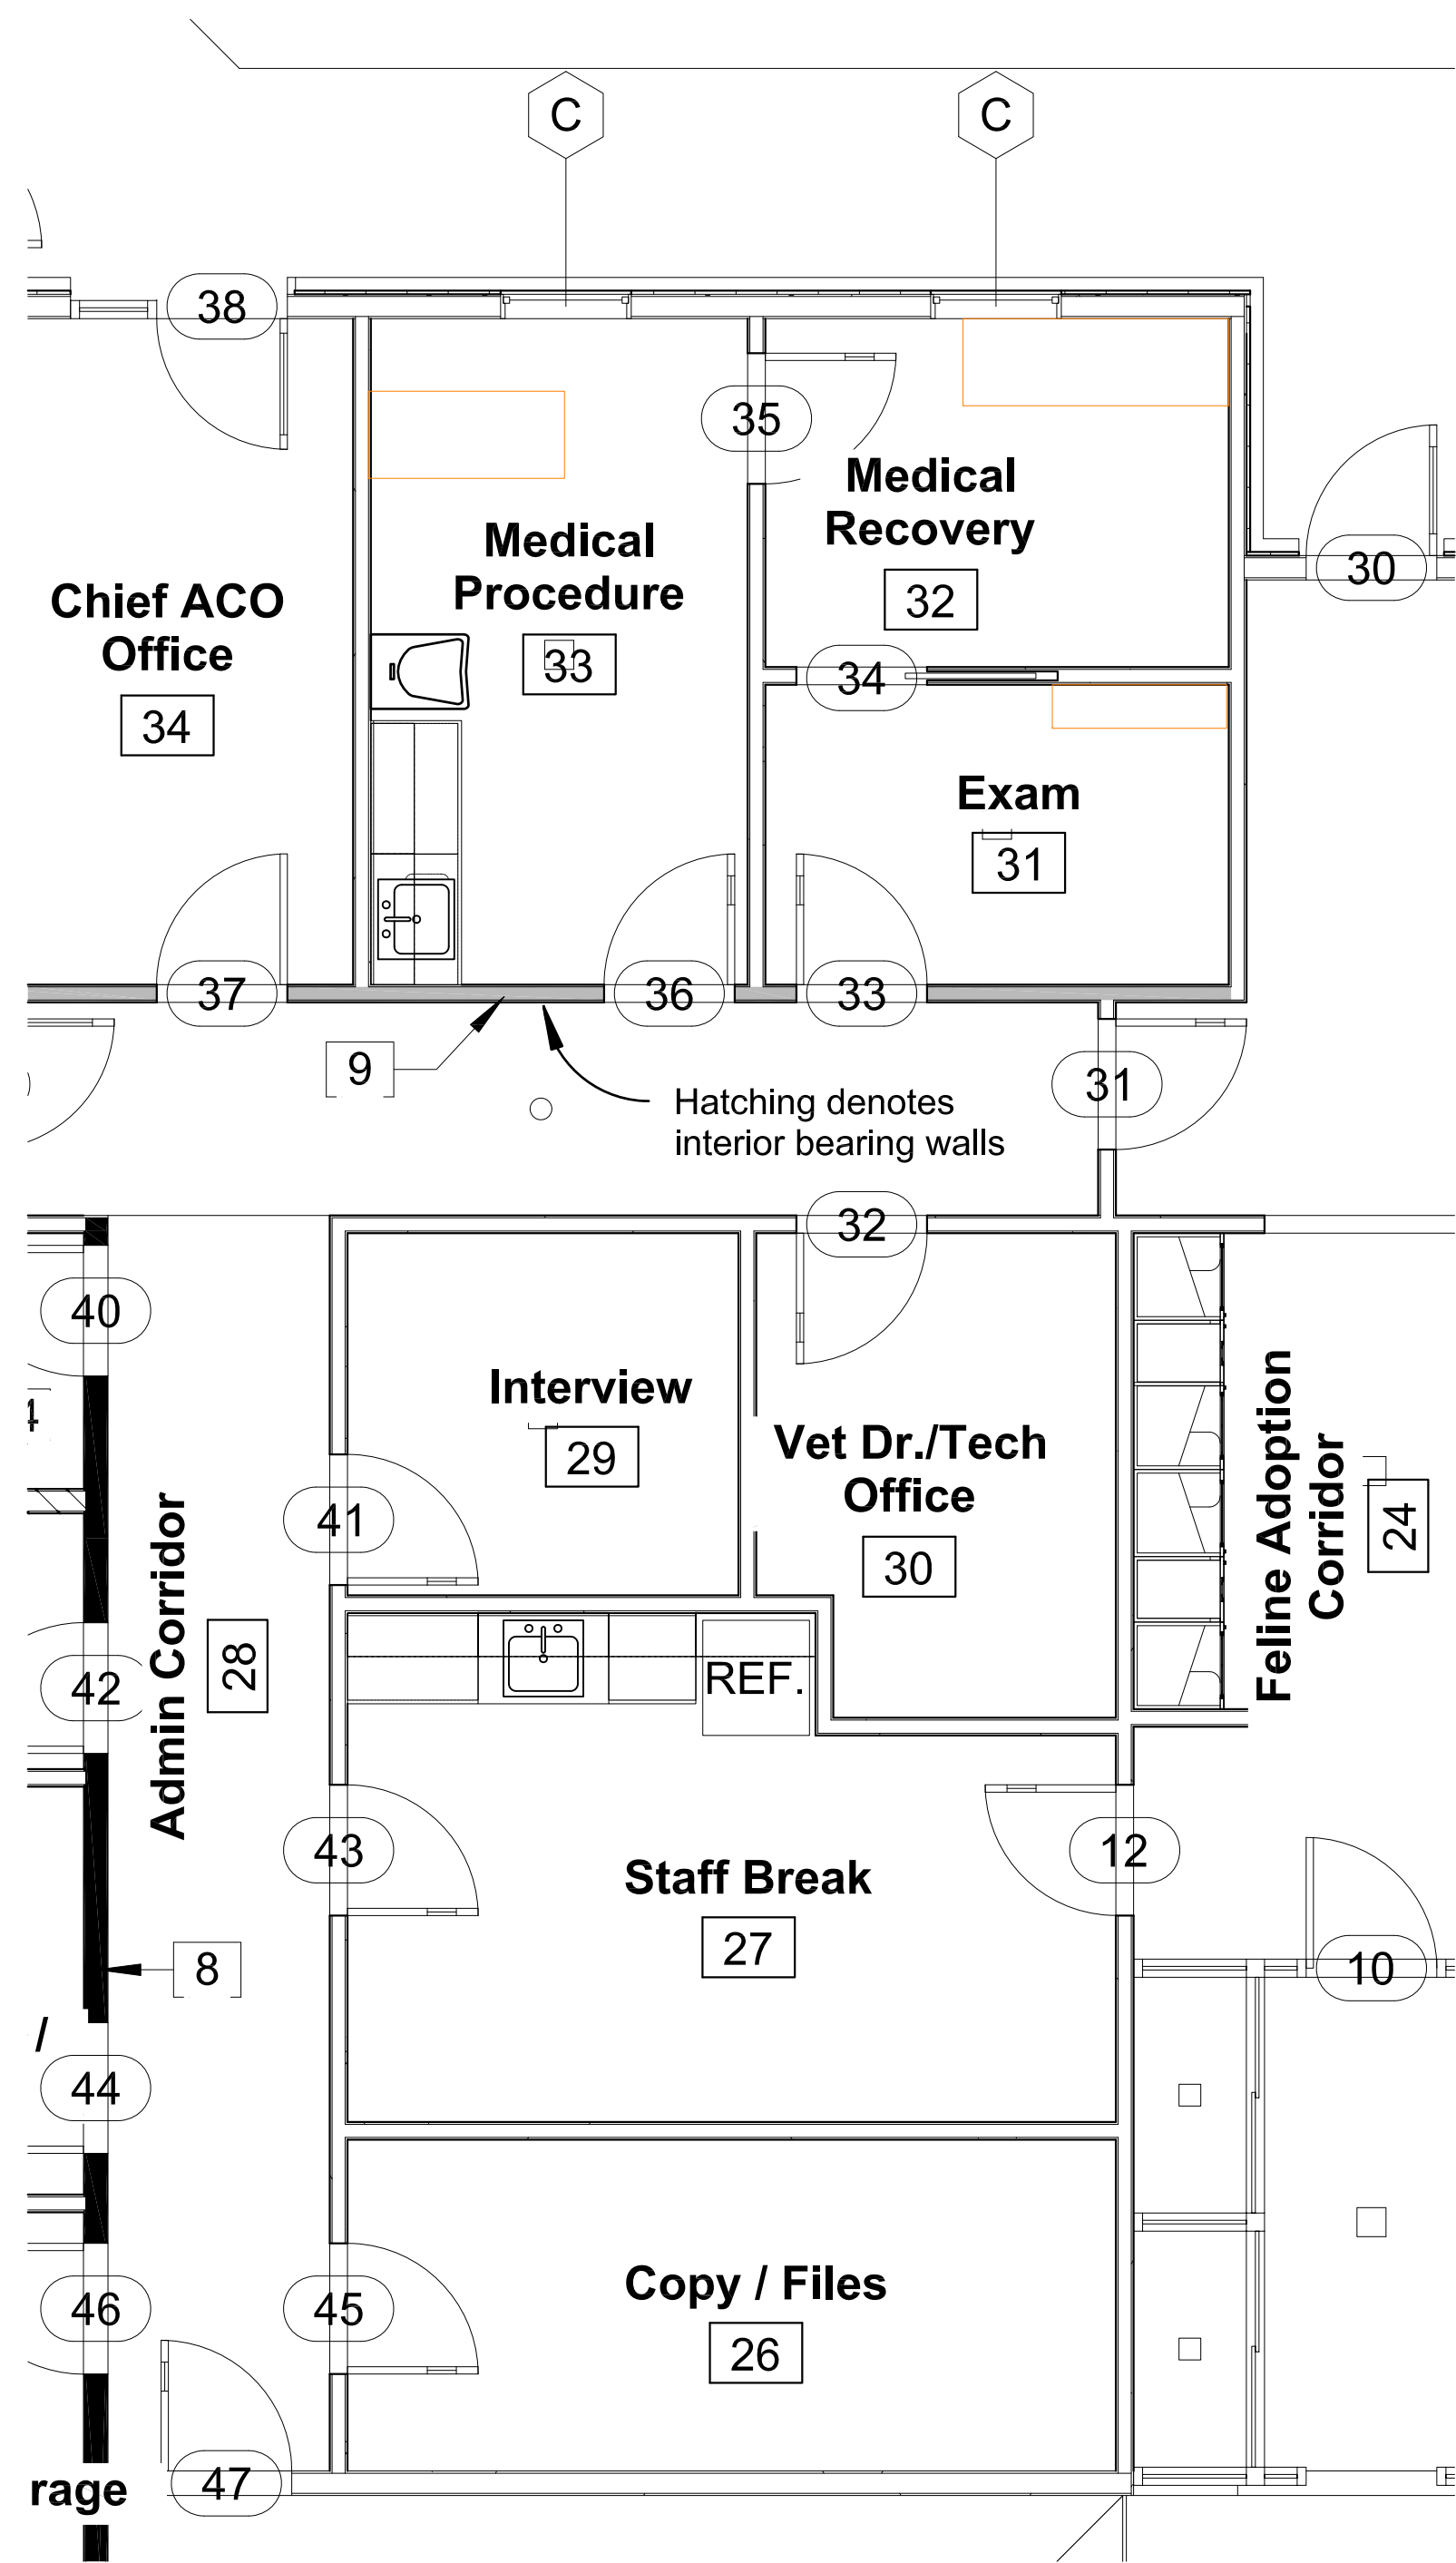 C
C
38
35
Medical
Recovery
32
Medical
Procedure
33
30
Chief ACO
Office
34
34
Exam
31
37
36
33
9
Hatching denotes
interior bearing walls
31
32
40
Interview
29
Vet Dr./Tech
Office
30
Feline Adoption
Corridor
24
41
Admin Corridor
28
42
REF.
43
Staff Break
27
12
8
10
/
44
Copy / Files
26
46
45
47
rage